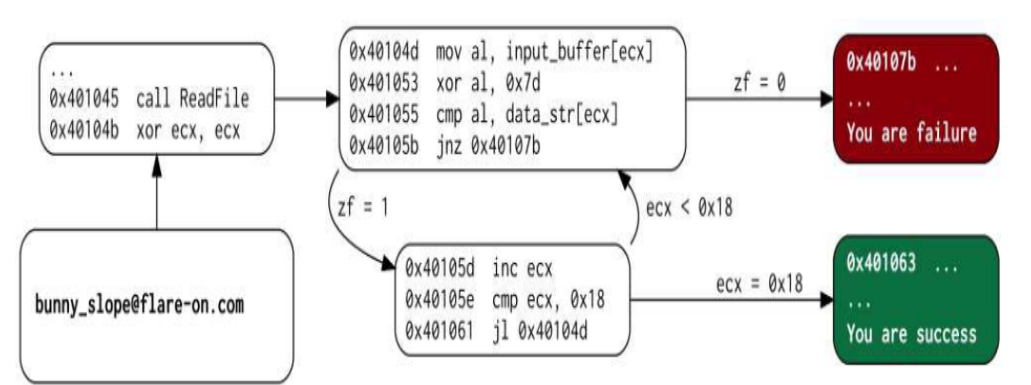 ...
0x401045 call ReadFile
0x40104b xor ecx, ecx
0x40104d mov al, input_buffer[ecx]
0x401053 xor al, 0x7d
0x401055 cmp al, data_str[ecx]
0x40105b jnz 0x40107b
zf = 0
0x40107b ...
...
You are failure
zf = 1
ecx < 0x18
bunny_slope@flare-on.com
0x40105d inc ecx
0x40105e cmp ecx, 0x18
0x401061 jl 0x40104d
ecx = 0x18
0x401063 ...
...
You are success